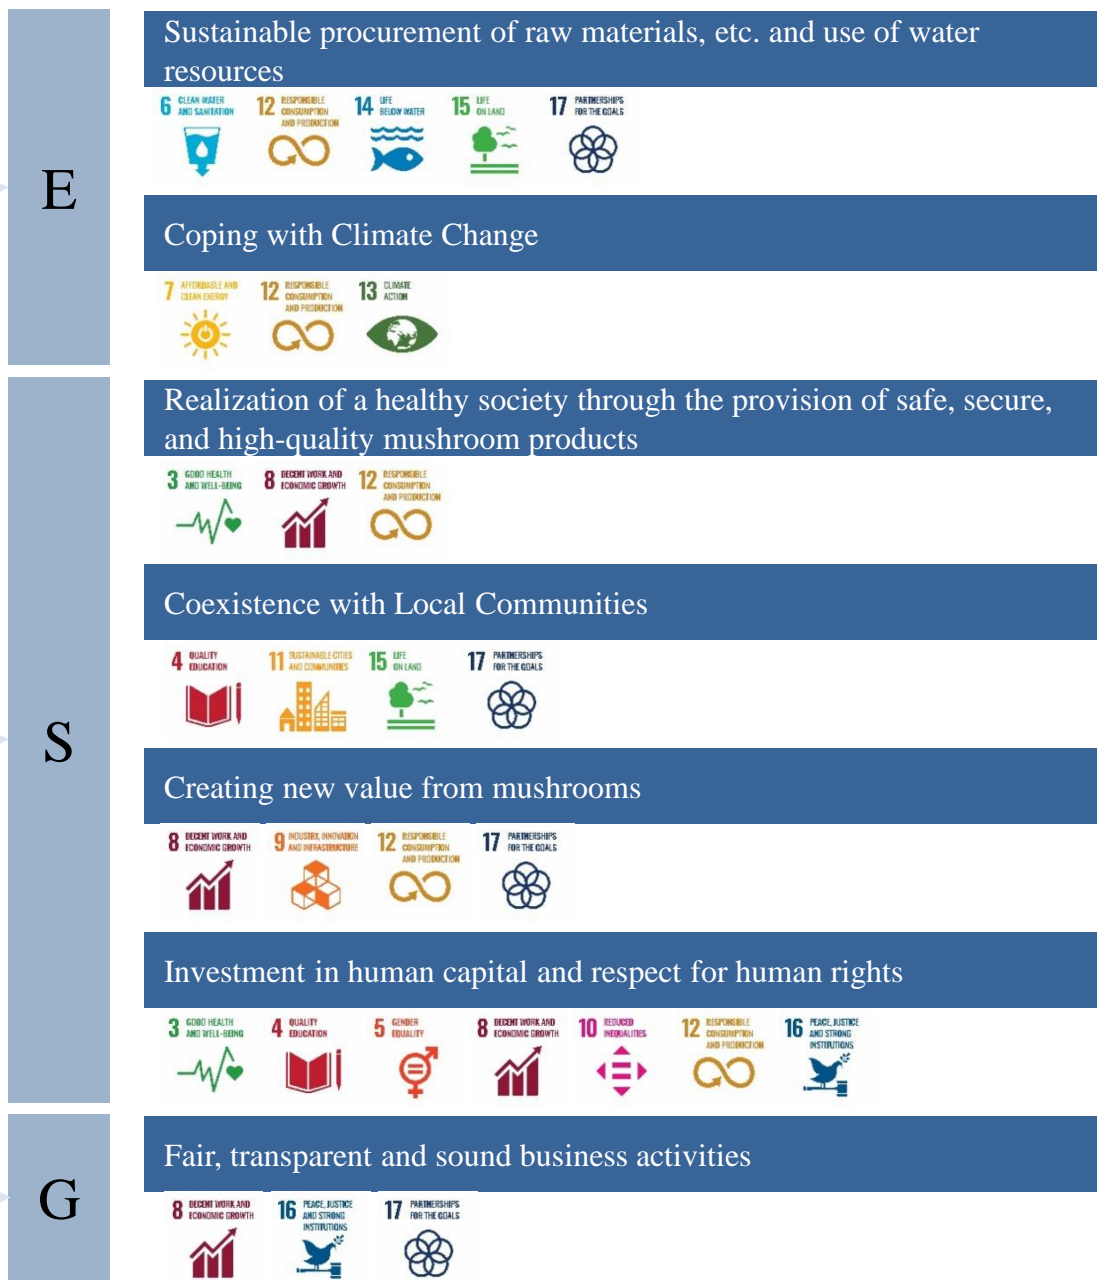 E
Sustainable procurement of raw materials, etc. and use of water
resources
6 CLEAN WATER
AND SANITATION
12 RESPONSIBLE
CONSUMPTION
AND PRODUCTION
14 LIFE
BELOW WATER
15 LIFE
ON LAND
17 PARTNERSHIPS
FOR THE GOALS
Coping with Climate Change
7 AFFORDABLE AND
CLEAN ENERGY
12 RESPONSIBLE
CONSUMPTION
AND PRODUCTION
13 CLIMATE
ACTION
S
Realization of a healthy society through the provision of safe, secure,
and high-quality mushroom products
3 GOOD HEALTH
AND WELL-BEING
8 DECENT WORK AND
ECONOMIC GROWTH
12 RESPONSIBLE
CONSUMPTION
AND PRODUCTION
Coexistence with Local Communities
4 QUALITY
EDUCATION
11 SUSTAINABLE CITIES
AND COMMUNITIES
15 LIFE
ON LAND
17 PARTNERSHIPS
FOR THE GOALS
Creating new value from mushrooms
8 DECENT WORK AND
ECONOMIC GROWTH
9 INDUSTRY, INNOVATION
AND INFRASTRUCTURE
12 RESPONSIBLE
CONSUMPTION
AND PRODUCTION
17 PARTNERSHIPS
FOR THE GOALS
Investment in human capital and respect for human rights
3 GOOD HEALTH
AND WELL-BEING
4 QUALITY
EDUCATION
5 GENDER
EQUALITY
8 DECENT WORK AND
ECONOMIC GROWTH
10 REDUCED
INEQUALITIES
12 RESPONSIBLE
CONSUMPTION
AND PRODUCTION
16 PEACE, JUSTICE
AND STRONG
INSTITUTIONS
G
Fair, transparent and sound business activities
8 DECENT WORK AND
ECONOMIC GROWTH
16 PEACE, JUSTICE
AND STRONG
INSTITUTIONS
17 PARTNERSHIPS
FOR THE GOALS